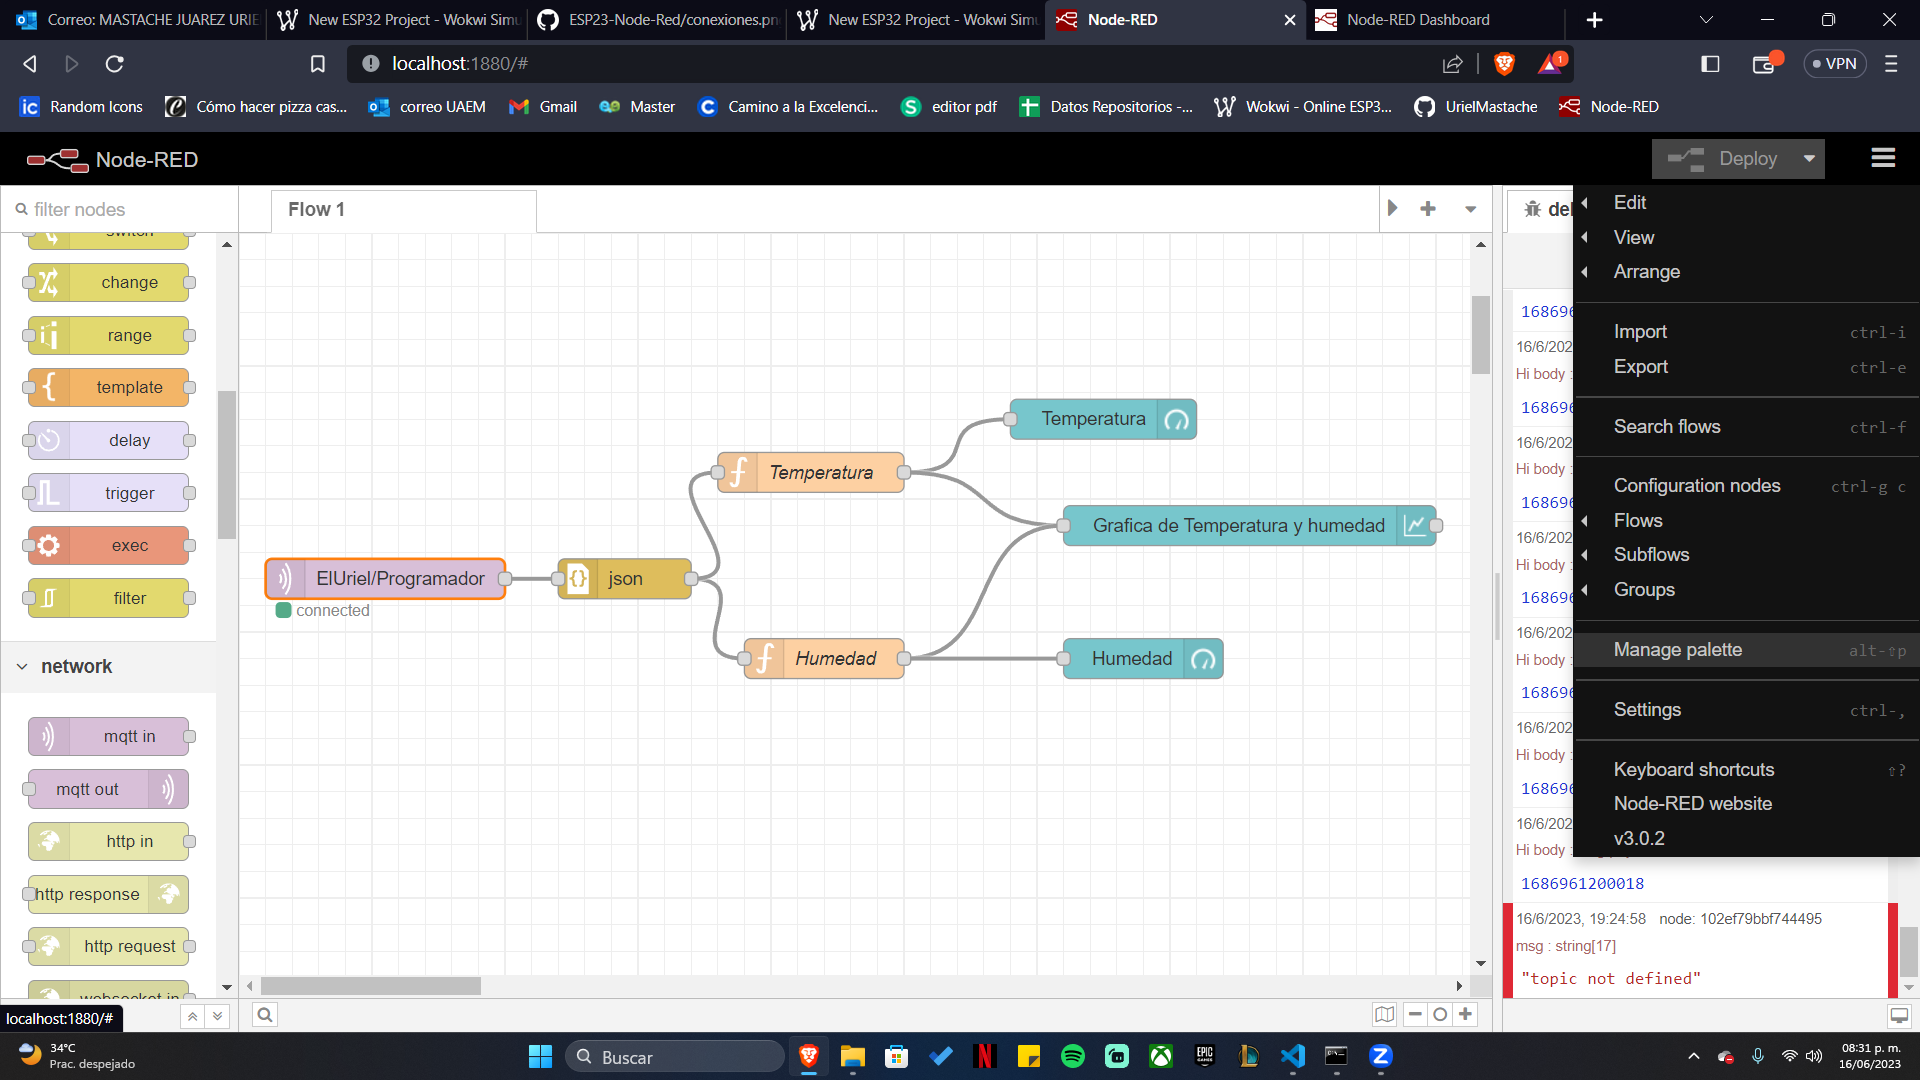 Correo: MASTACHE JUAREZ URIE
New ESP32 Project - Wokwi Simu
ESP23-Node-Red/conexiones.pn
New ESP32 Project - Wokwi Simu
Node-RED
Node-RED Dashboard
localhost:1880/#
1
VPN
Random Icons
Cómo hacer pizza cas...
correo UAEM
Gmail
Master
Camino a la Excelenci...
editor pdf
Datos Repositorios -...
Wokwi - Online ESP3...
UrielMastache
Node-RED
Node-RED
Deploy
filter nodes
Flow 1
switch
change
range
template
delay
trigger
exec
filter
network
mqtt in
mqtt out
http in
http response
http request
websocket in
Temperatura
Temperatura
Grafica de Temperatura y humedad
ElUriel/Programador
json
connected
Humedad
Humedad
Edit
View
Arrange
Import ctrl-i
Export ctrl-e
Search flows ctrl-f
Configuration nodes ctrl-g c
Flows
Subflows
Groups
Manage palette alt-⇧p
Settings ctrl-,
Keyboard shortcuts ⇧?
Node-RED website
v3.0.2
168696
16/6/202
Hi body :
168696
16/6/202
Hi body :
168696
16/6/202
Hi body :
168696
16/6/202
Hi body :
168696
16/6/202
Hi body :
168696
16/6/202
Hi body :
1686961200018
16/6/2023, 19:24:58 node: 102ef79bbf744495
msg : string[17]
"topic not defined"
localhost:1880/#
34°C
Prac. despejado
Buscar
EPIC
GAMES
08:31 p. m.
16/06/2023